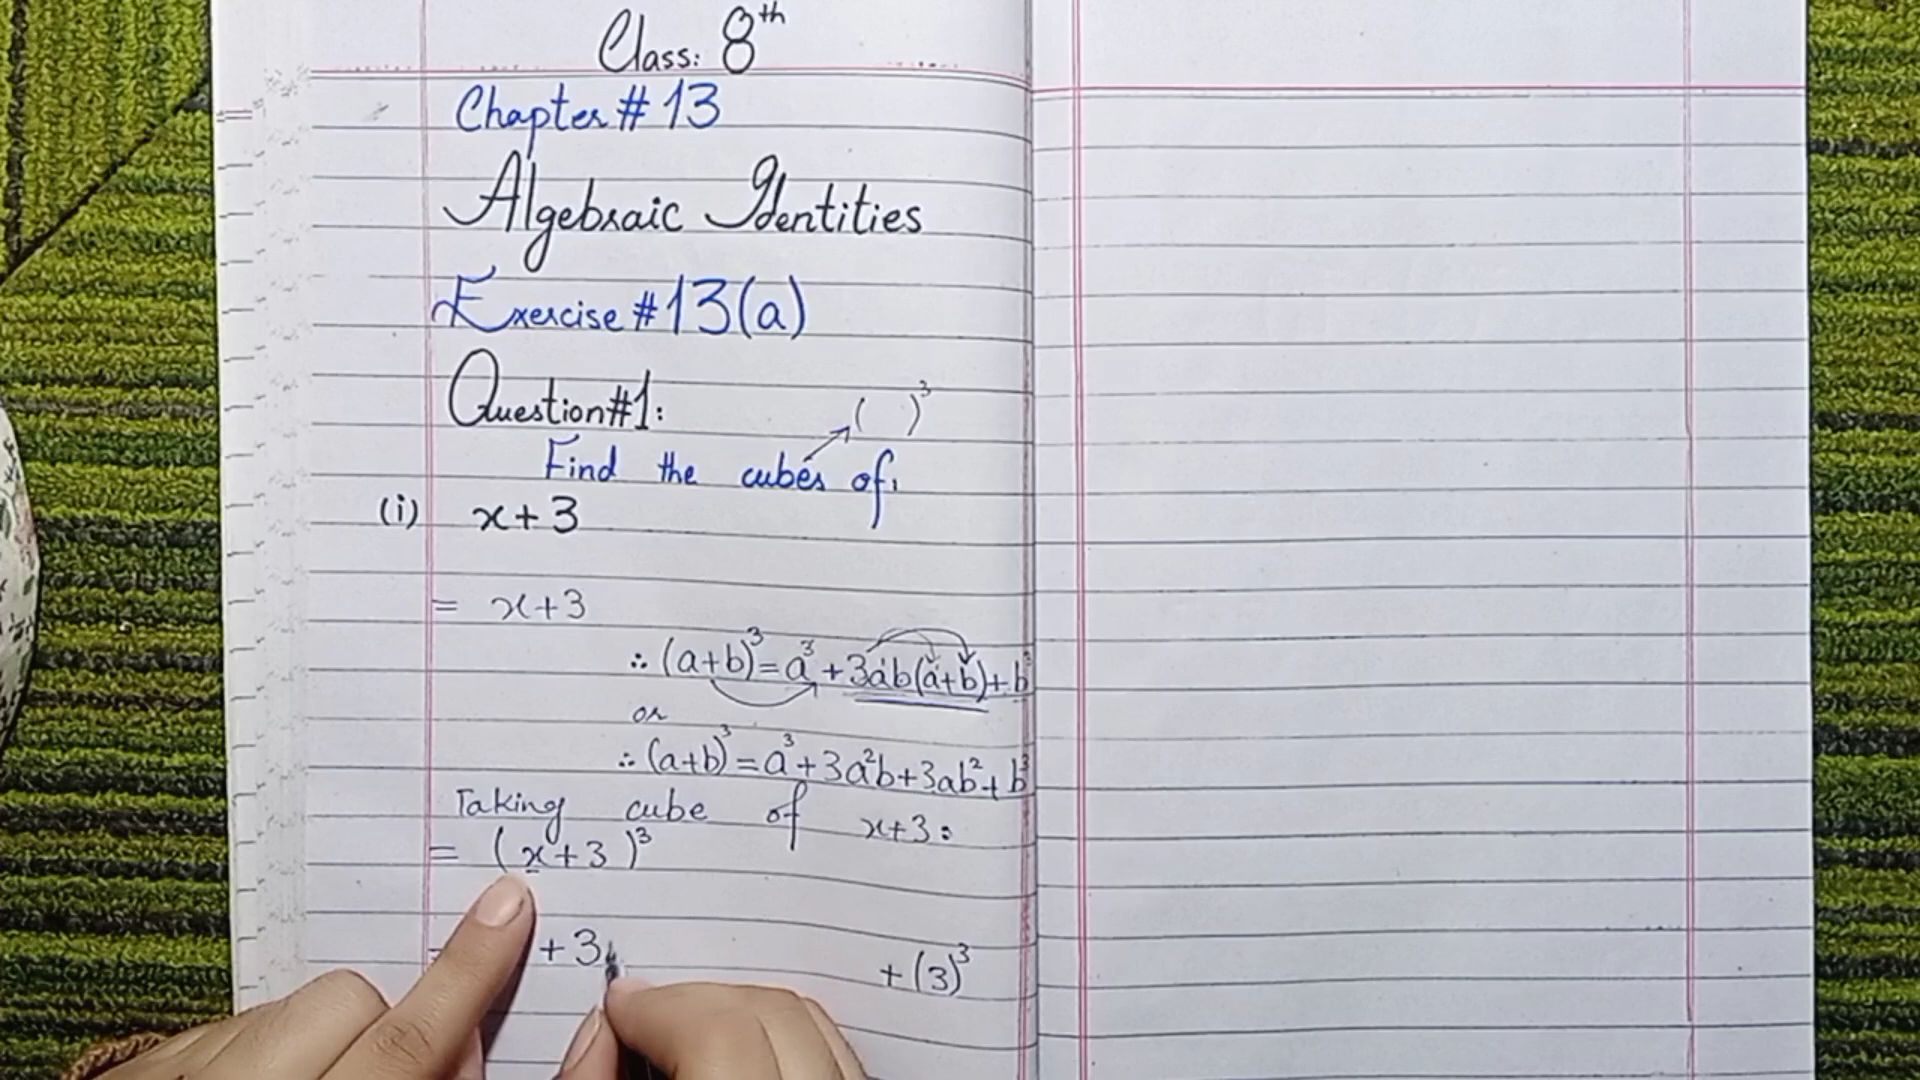 Class: 8th
Chapter # 13
Algebraic Identities
Exercise # 13(a)
Question#1:
( )³
Find the cubes of:
(i) x+3
= x+3
∴ (a+b)³ = a³ + 3ab(a+b) + b³
or
∴ (a+b)³ = a³ + 3a²b + 3ab² + b³
Taking cube of x+3:
= (x+3)³
+ 3 + (3)³